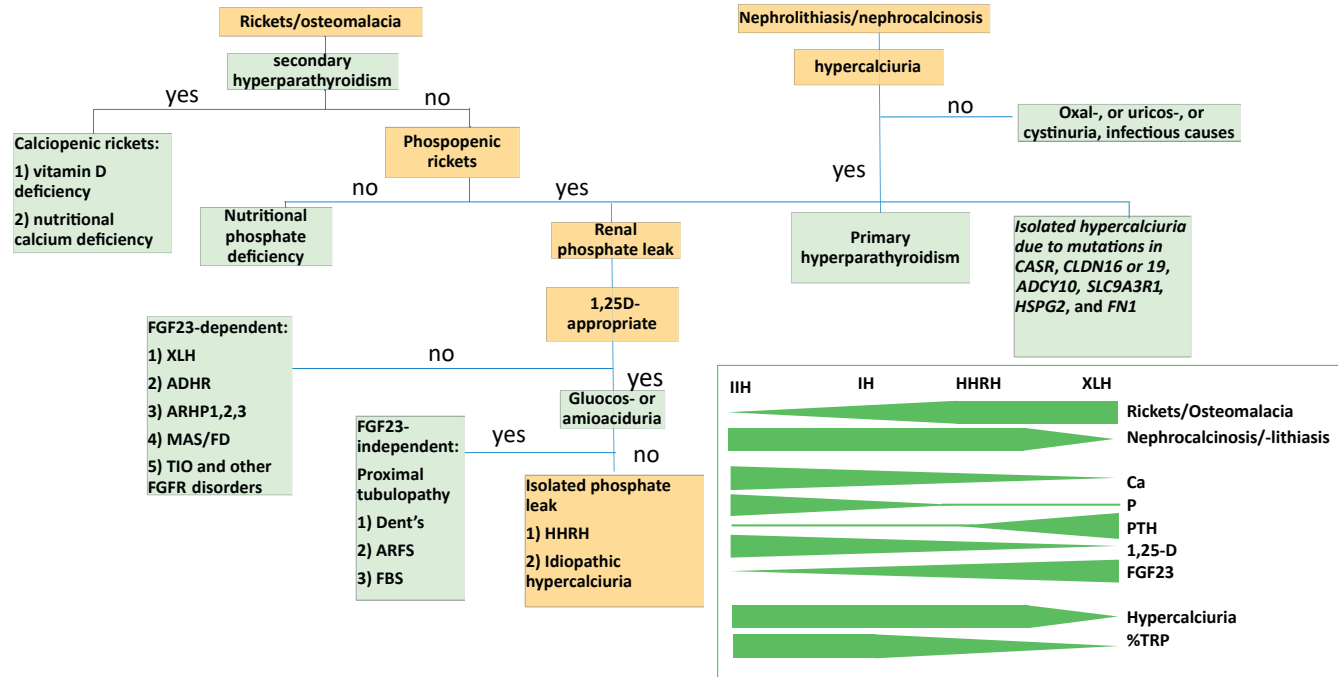 Rickets/osteomalacia
secondary
hyperparathyroidism
yes
no
Calciopenic rickets:
1) vitamin D
deficiency
2) nutritional
calcium deficiency
Phospopenic
rickets
no
yes
Nutritional
phosphate
deficiency
Renal
phosphate leak
1,25D-
appropriate
no
yes
FGF23-dependent:
1) XLH
2) ADHR
3) ARHP1,2,3
4) MAS/FD
5) TIO and other
FGFR disorders
Gluocos- or
amioaciduria
yes
no
FGF23-
independent:
Proximal
tubulopathy
1) Dent's
2) ARFS
3) FBS
Isolated phosphate
leak
1) HHRH
2) Idiopathic
hypercalciuria
Nephrolithiasis/nephrocalcinosis
hypercalciuria
no
Oxal-, or uricos-, or
cystinuria, infectious causes
yes
Primary
hyperparathyroidism
Isolated hypercalciuria
due to mutations in
CASR, CLDN16 or 19,
ADCY10, SLC9A3R1,
HSPG2, and FN1
IIH IH HHRH XLH
Rickets/Osteomalacia
Nephrocalcinosis/-lithiasis
Ca
P
PTH
1,25-D
FGF23
Hypercalciuria
%TRP